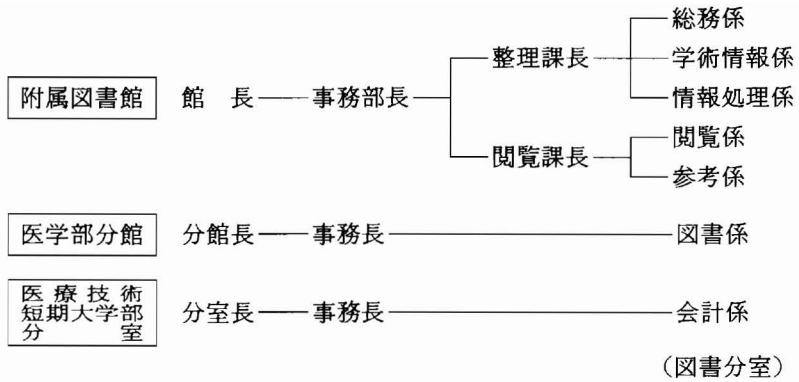 総務係
整理課長 学術情報係
附属図書館 館 長 事務部長 情報処理係
閲覧課長 閲覧係
参考係
医学部分館 分館長 事務長 図書係
医療技術
短期大学部
分室
分室長 事務長 会計係
(図書分室)